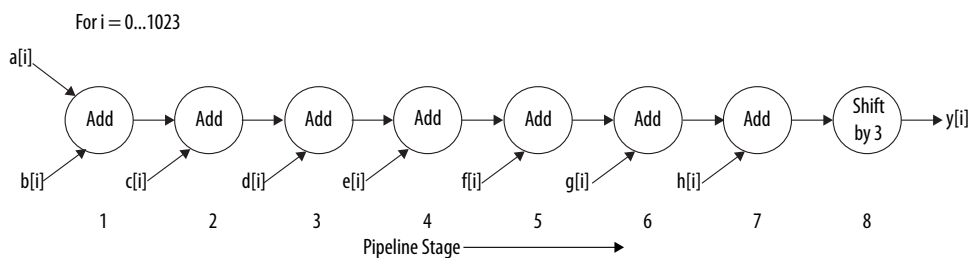 For i = 0...1023
a[i]
Add
Add
Add
Add
Add
Add
Add
Shift
by 3
y[i]
b[i]
c[i]
d[i]
e[i]
f[i]
g[i]
h[i]
1
2
3
4
5
6
7
8
Pipeline Stage